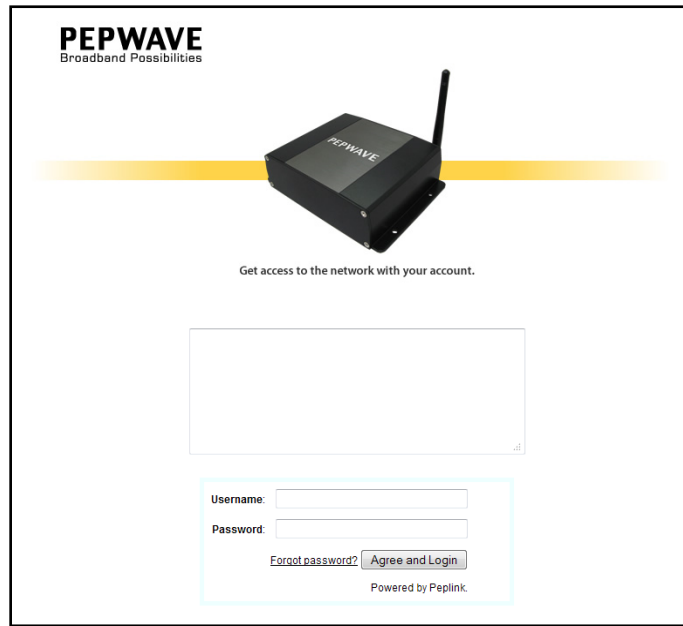 PEPWAVE
Broadband Possibilities
PEPWAVE
Get access to the network with your account.
Username:
Password:
Forgot password? Agree and Login
Powered by Peplink.